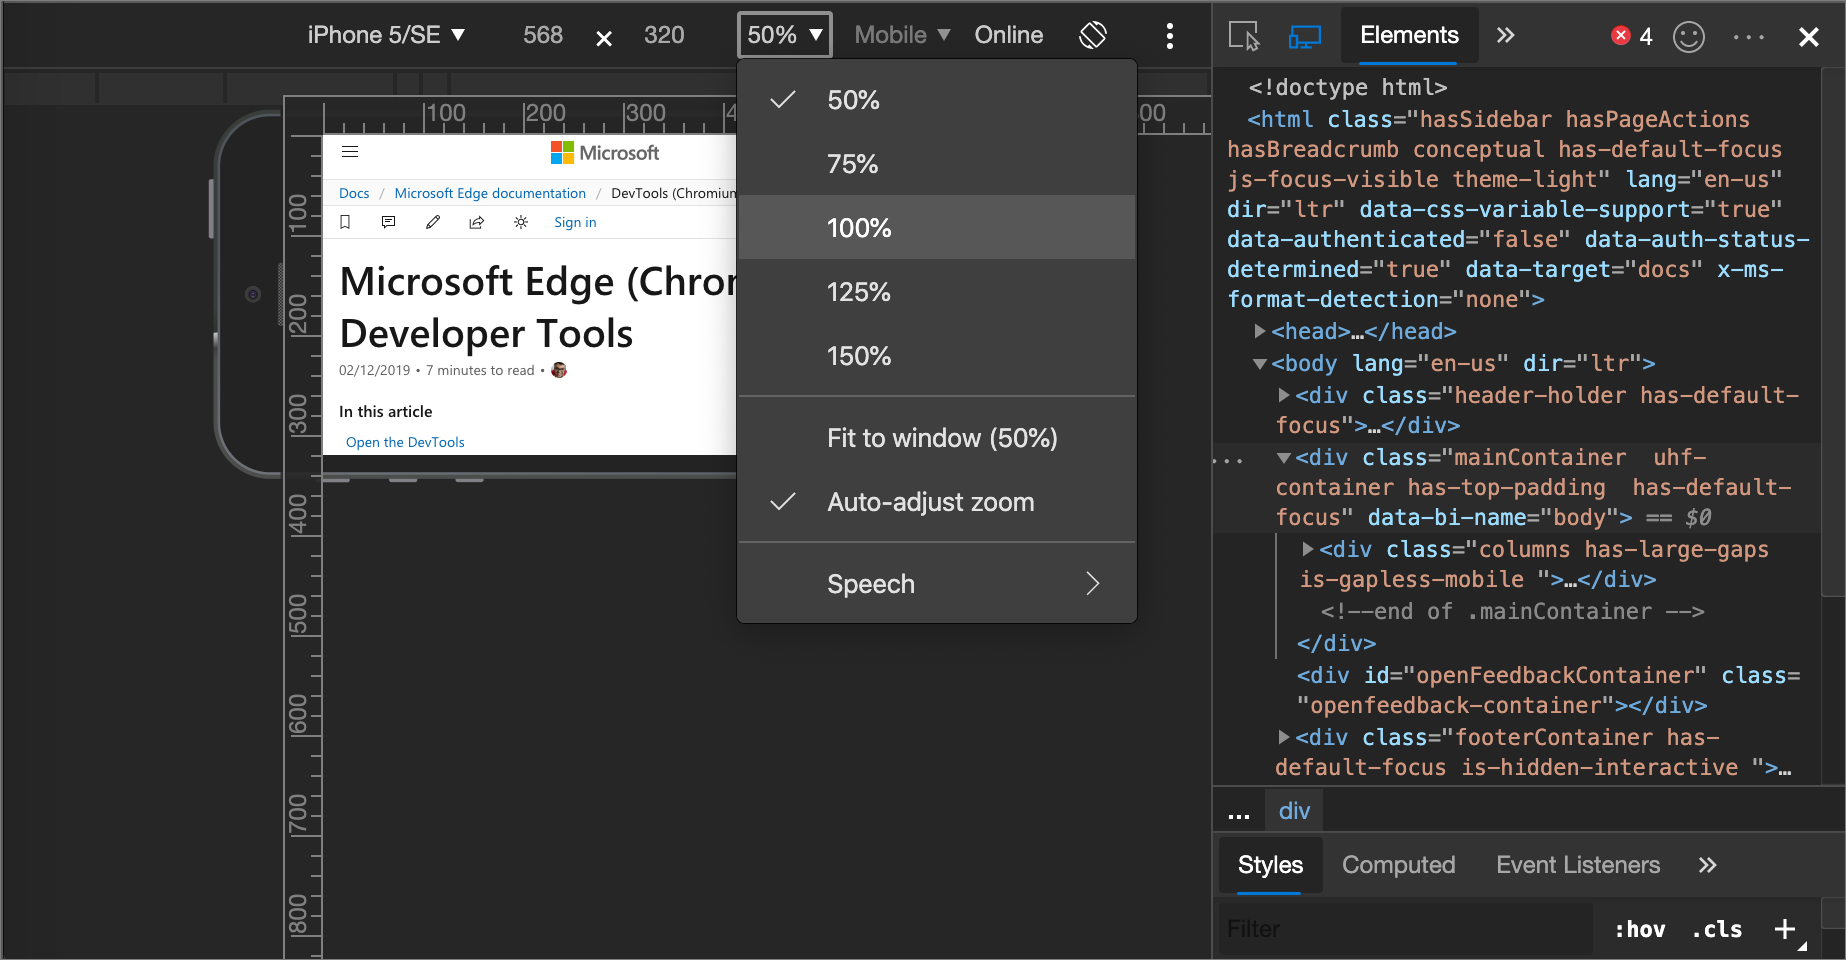 iPhone 5/SE ▼ 568 × 320 50% ▼ Mobile ▼ Online
50%
75%
100%
125%
150%
Fit to window (50%)
Auto-adjust zoom
Speech
100 200 300 4 00
100
200
300
400
500
600
700
800
Microsoft
Docs / Microsoft Edge documentation / DevTools (Chromium
Sign in
Microsoft Edge (Chrom
Developer Tools
02/12/2019 • 7 minutes to read •
In this article
Open the DevTools
Elements » 4 ··· ×
<!doctype html>
<html class="hasSidebar hasPageActions
hasBreadcrumb conceptual has-default-focus
js-focus-visible theme-light" lang="en-us"
dir="ltr" data-css-variable-support="true"
data-authenticated="false" data-auth-status-
determined="true" data-target="docs" x-ms-
format-detection="none">
▶<head>…</head>
▼<body lang="en-us" dir="ltr">
▶<div class="header-holder has-default-
focus">…</div>
··· ▼<div class="mainContainer  uhf-
container has-top-padding  has-default-
focus" data-bi-name="body"> == $0
▶<div class="columns has-large-gaps
is-gapless-mobile ">…</div>
<!--end of .mainContainer -->
</div>
<div id="openFeedbackContainer" class=
"openfeedback-container"></div>
▶<div class="footerContainer has-
default-focus is-hidden-interactive ">…
... div
Styles Computed Event Listeners »
Filter :hov .cls +